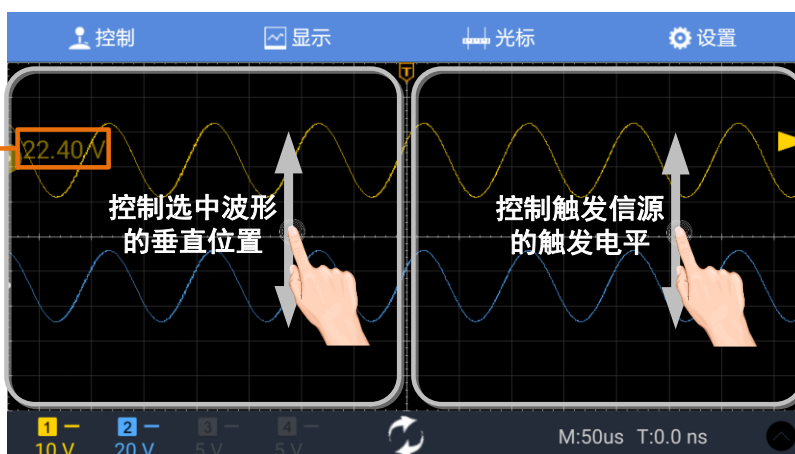 控制
显示
光标
设置
T
22.40 V
控制选中波形
的垂直位置
控制触发信源
的触发电平
1
2
3
4
10 V
20 V
5 V
5 V
M:50us T:0.0 ns